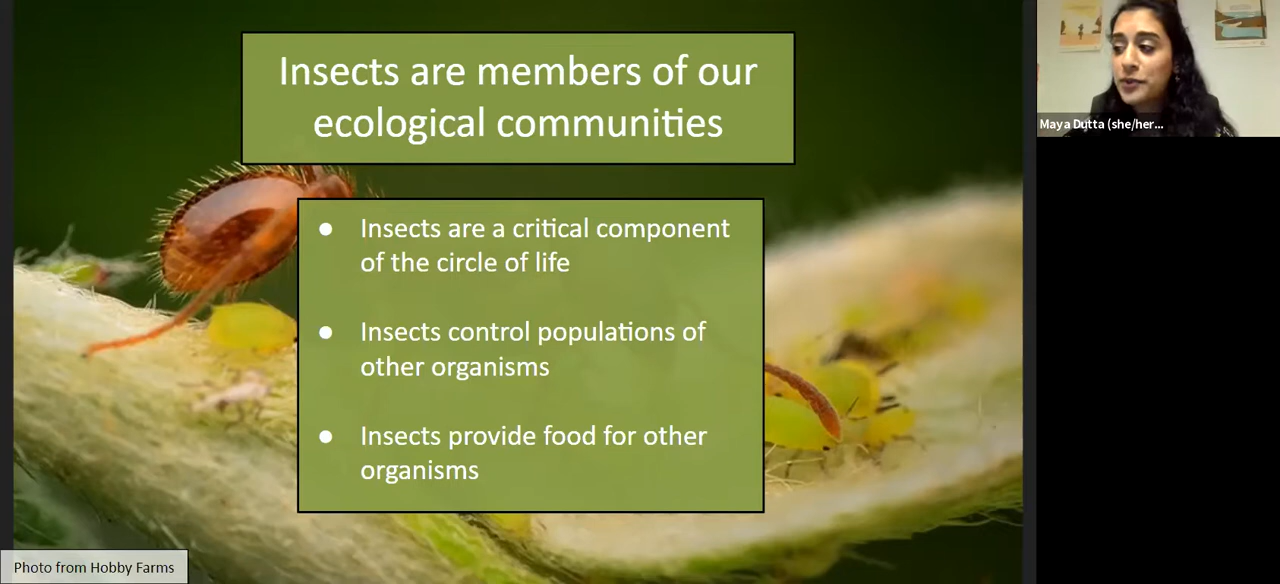 Insects are members of our
ecological communities
● Insects are a critical component
of the circle of life
● Insects control populations of
other organisms
● Insects provide food for other
organisms
Photo from Hobby Farms
Maya Dutta (she/her...